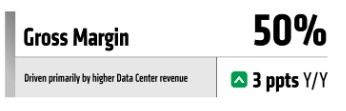 Gross Margin
50%
Driven primarily by higher Data Center revenue
3 ppts Y/Y